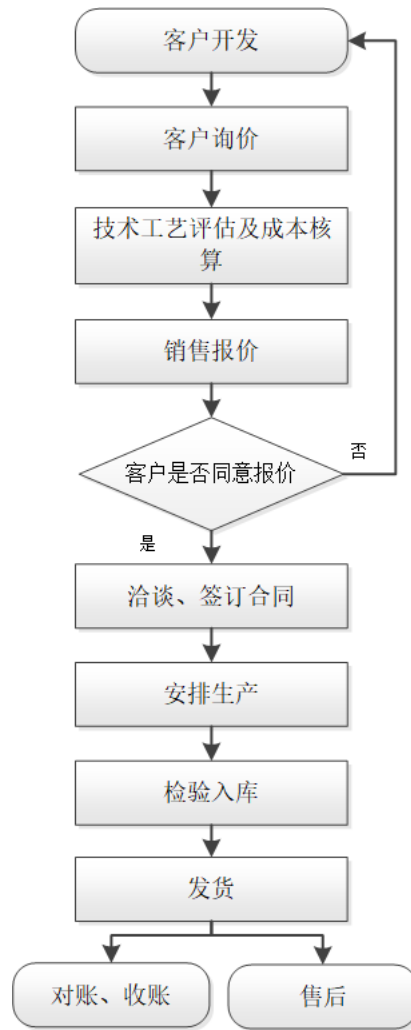 客户开发
客户询价
技术工艺评估及成本核
算
销售报价
客户是否同意报价
否
是
洽谈、签订合同
安排生产
检验入库
发货
对账、收账
售后